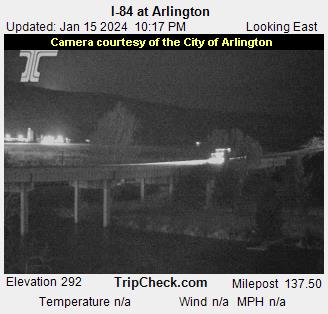 I-84 at Arlington
Updated: Jan 15 2024 10:17 PM Looking East
Camera courtesy of the City of Arlington
Elevation 292 TripCheck.com Milepost 137.50
Temperature n/a Wind n/a MPH n/a